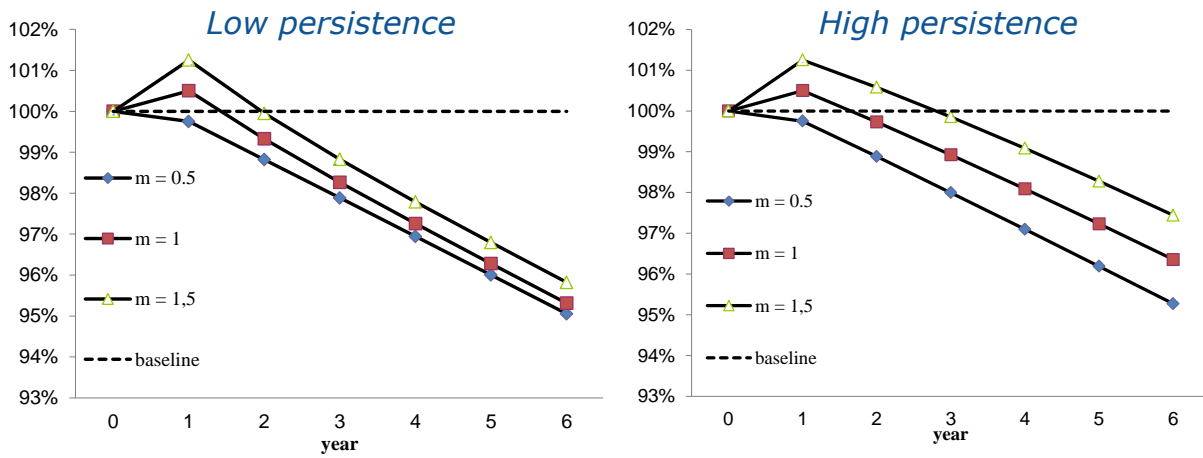 Low persistence
102%
101%
100%
99%
98%
97%
96%
95%
94%
93%
m = 0.5
m = 1
m = 1,5
baseline
0 1 2 3 4 5 6
year
High persistence
102%
101%
100%
99%
98%
97%
96%
95%
94%
93%
m = 0.5
m = 1
m = 1,5
baseline
0 1 2 3 4 5 6
year